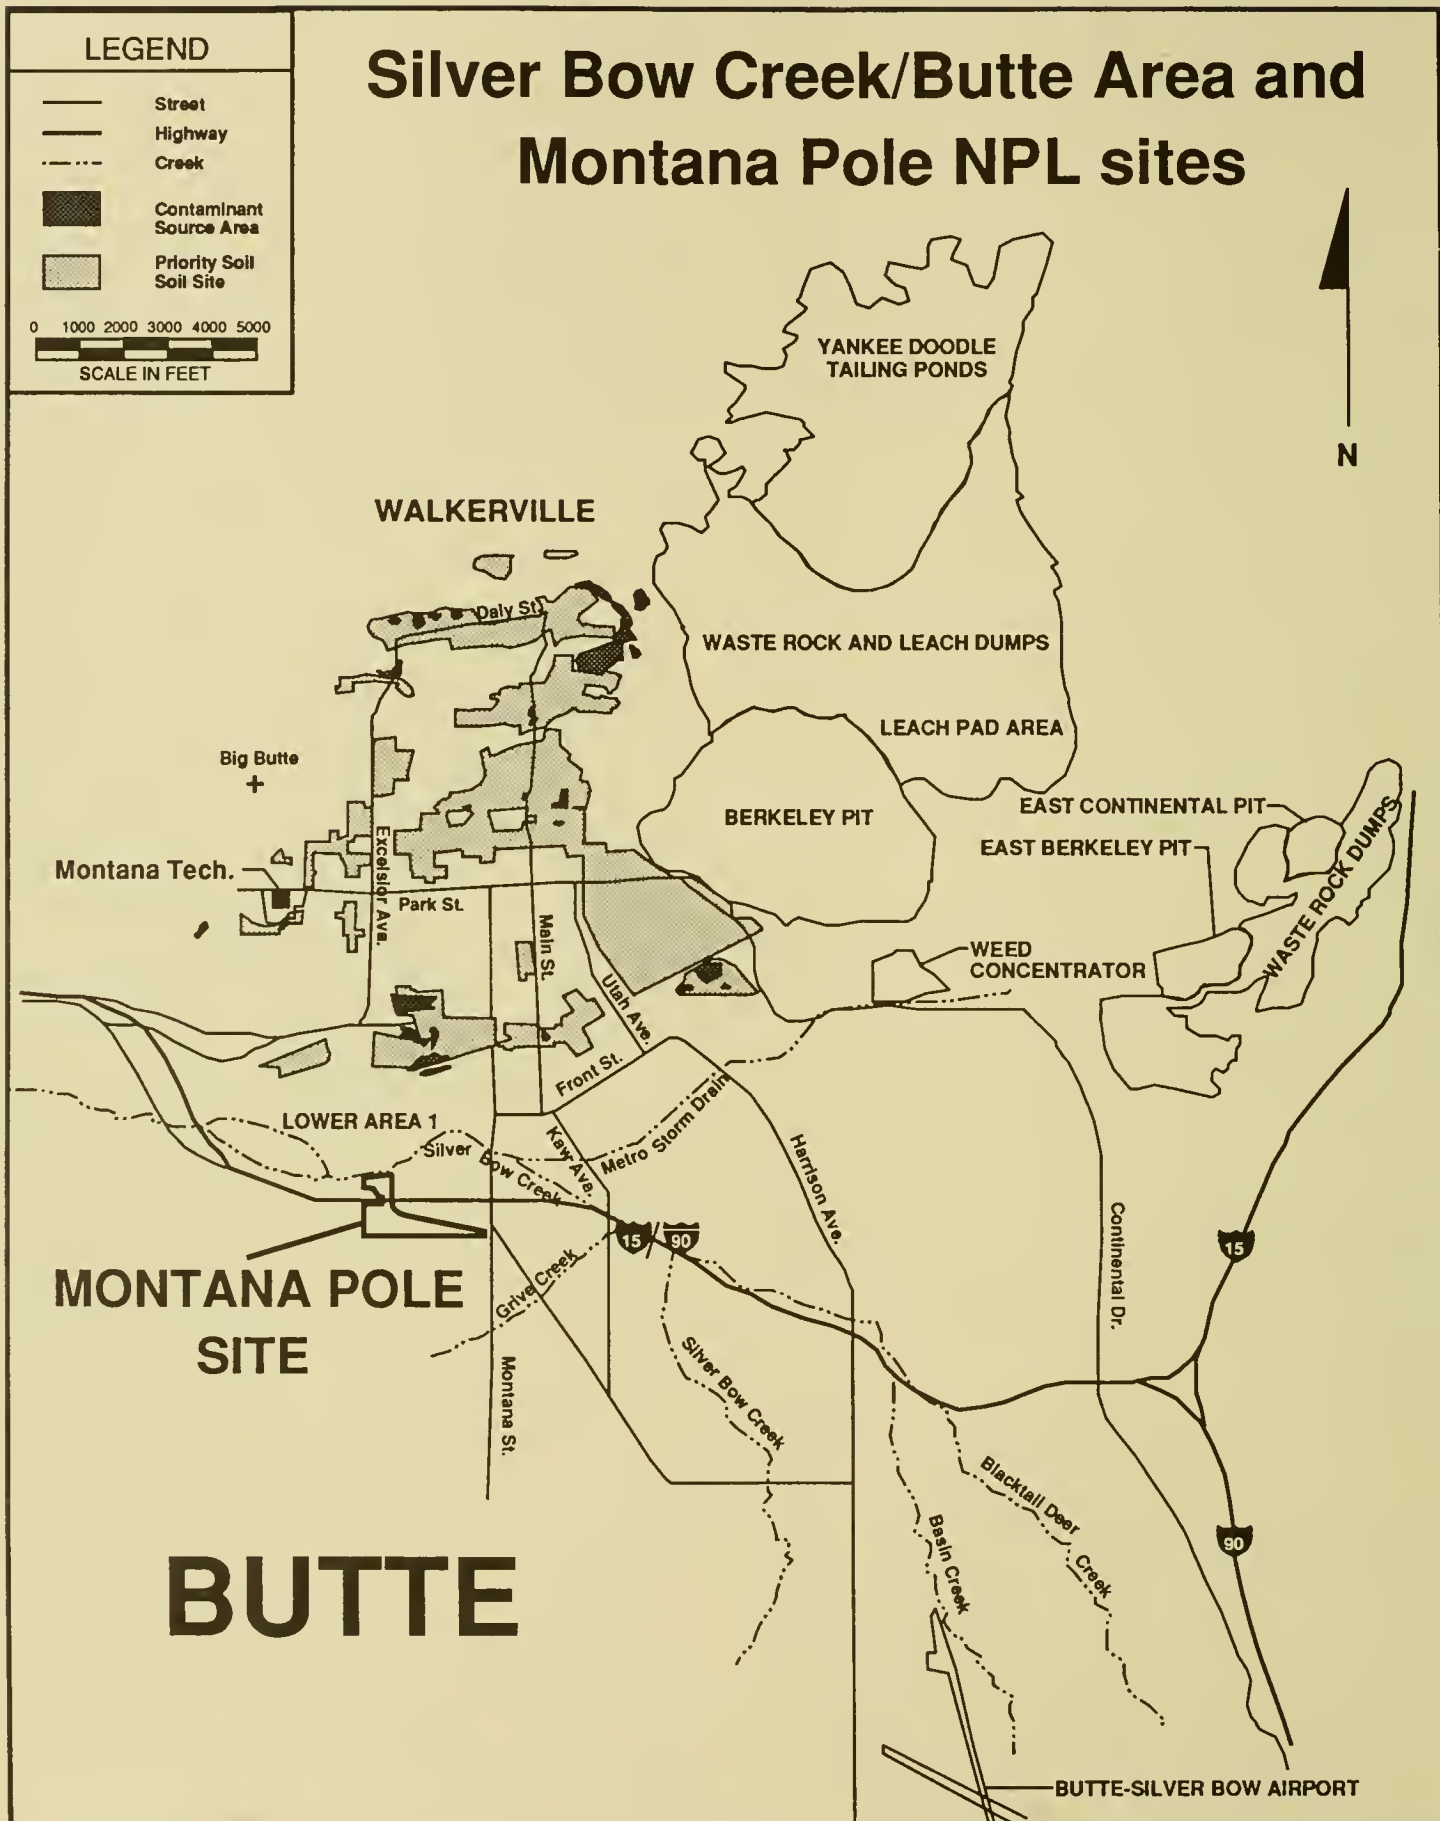 LEGEND
Street
Highway
Creek
Contaminant
Source Area
Priority Soil
Soil Site
0 1000 2000 3000 4000 5000
SCALE IN FEET
Silver Bow Creek/Butte Area and
Montana Pole NPL sites
N
YANKEE DOODLE
TAILING PONDS
WALKERVILLE
Daly St.
WASTE ROCK AND LEACH DUMPS
LEACH PAD AREA
Big Butte
BERKELEY PIT
EAST CONTINENTAL PIT
EAST BERKELEY PIT
WASTE ROCK DUMPS
Montana Tech.
Excelsior Ave.
Park St.
Main St.
WEED
CONCENTRATOR
Utah Ave.
Front St.
LOWER AREA 1
Silver
Bow Creek
Kaw Ave.
Metro Storm Drain
Harrison Ave.
Continental Dr.
15
/
90
15
Grive Creek
MONTANA POLE
SITE
Montana St.
Silver Bow Creek
Blacktail Deer
Creek
Basin Creek
90
BUTTE
BUTTE-SILVER BOW AIRPORT